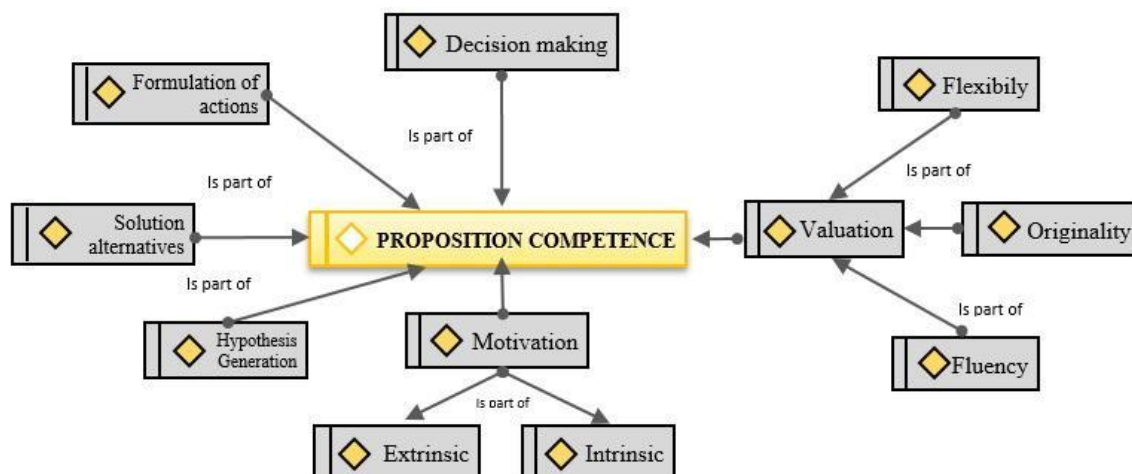 Decision making
Formulation of
actions
Flexibily
Is part of
Is part of
Is part of
Solution
alternatives
PROPOSITION COMPETENCE
Valuation
Originality
Is part of
Is part of
Hypothesis
Generation
Motivation
Fluency
Is part of
Extrinsic
Intrinsic